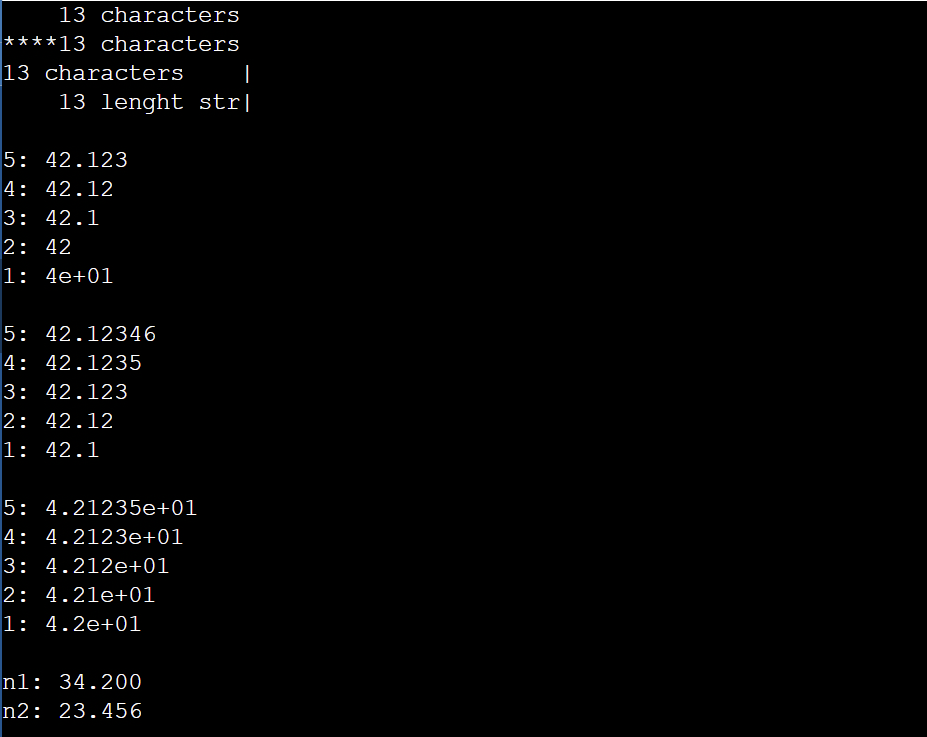 13 characters
****13 characters
13 characters    |
    13 lenght str|

5: 42.123
4: 42.12
3: 42.1
2: 42
1: 4e+01

5: 42.12346
4: 42.1235
3: 42.123
2: 42.12
1: 42.1

5: 4.21235e+01
4: 4.2123e+01
3: 4.212e+01
2: 4.21e+01
1: 4.2e+01

n1: 34.200
n2: 23.456